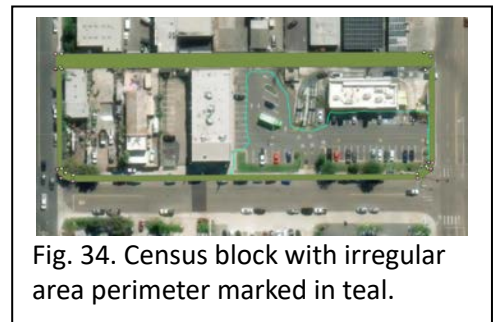 Fig. 34. Census block with irregular
area perimeter marked in teal.